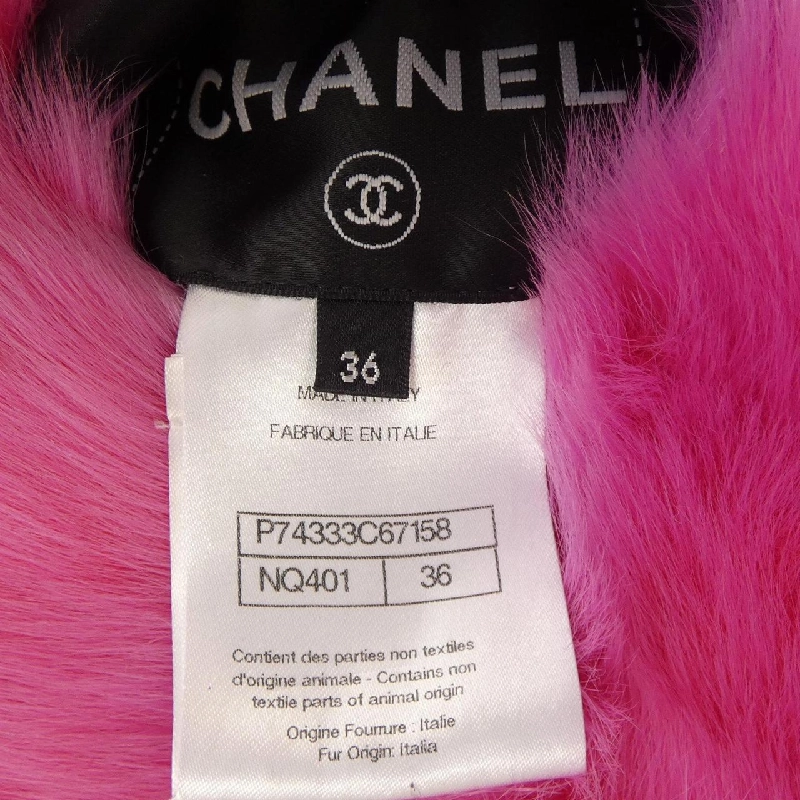 CHANEL
36
MADE IN ITALY
FABRIQUE EN ITALIE
P74333C67158
NQ401 36
Contient des parties non textiles
d'origine animale - Contains non
textile parts of animal origin
Origine Fourrure : Italie
Fur Origin: Italia